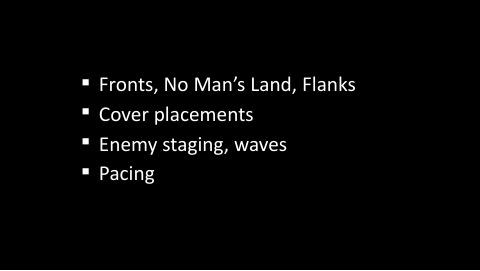 ▪ Fronts, No Man’s Land, Flanks
▪ Cover placements
▪ Enemy staging, waves
▪ Pacing